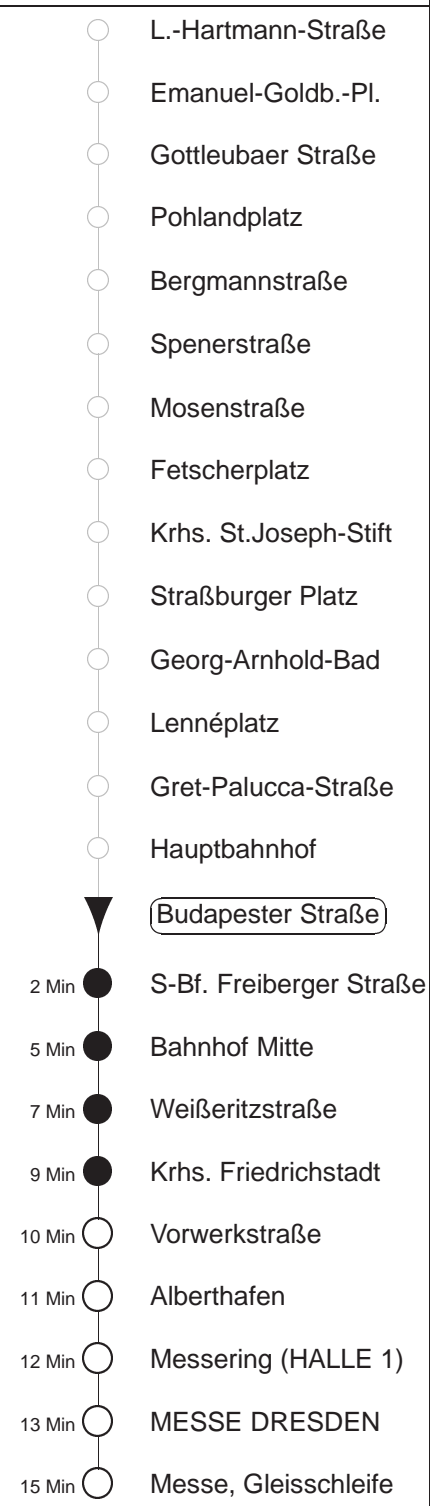 L.-Hartmann-Straße
Emanuel-Goldb.-Pl.
Gottleubaer Straße
Pohlandplatz
Bergmannstraße
Spenerstraße
Mosenstraße
Fetscherplatz
Krhs. St.Joseph-Stift
Straßburger Platz
Georg-Arnhold-Bad
Lennéplatz
Gret-Palucca-Straße
Hauptbahnhof
Budapester Straße
2 Min S-Bf. Freiberger Straße
5 Min Bahnhof Mitte
7 Min Weißeritzstraße
9 Min Krhs. Friedrichstadt
10 Min Vorwerkstraße
11 Min Alberthafen
12 Min Messering (HALLE 1)
13 Min MESSE DRESDEN
15 Min Messe, Gleisschleife